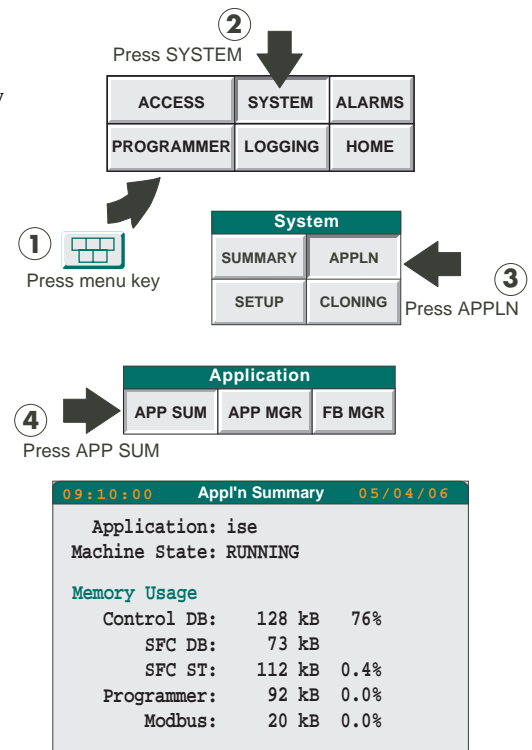 2
Press SYSTEM
y
ACCESS SYSTEM ALARMS
PROGRAMMER LOGGING HOME
1
Press menu key
System
SUMMARY APPLN
SETUP CLONING
3
Press APPLN
Application
APP SUM APP MGR FB MGR
4
Press APP SUM
09:10:00 Appl'n Summary 05/04/06
Application: ise
Machine State: RUNNING
Memory Usage
Control DB: 128 kB 76%
SFC DB: 73 kB
SFC ST: 112 kB 0.4%
Programmer: 92 kB 0.0%
Modbus: 20 kB 0.0%